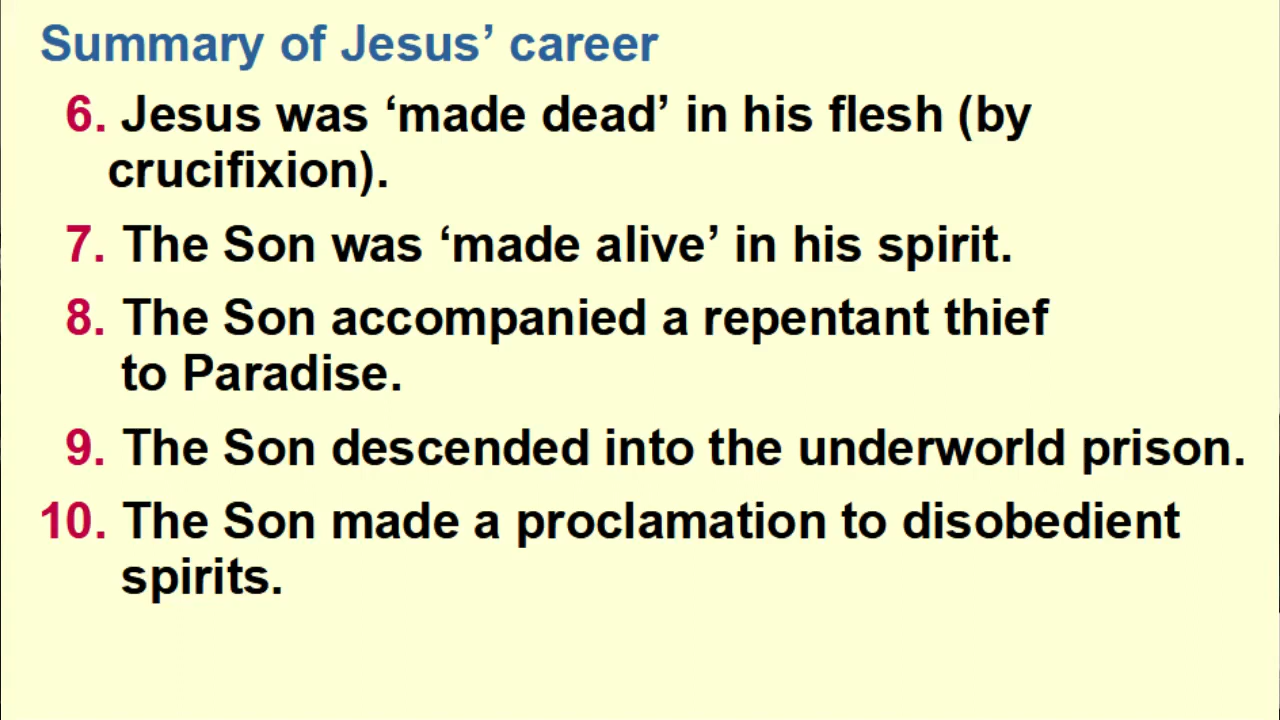 Summary of Jesus’ career
6. Jesus was ‘made dead’ in his flesh (by
crucifixion).
7. The Son was ‘made alive’ in his spirit.
8. The Son accompanied a repentant thief
to Paradise.
9. The Son descended into the underworld prison.
10. The Son made a proclamation to disobedient
spirits.